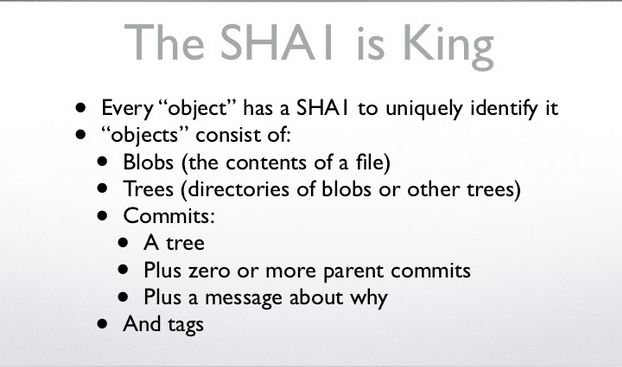 The SHA1 is King
• Every “object” has a SHA1 to uniquely identify it
• “objects” consist of:
• Blobs (the contents of a file)
• Trees (directories of blobs or other trees)
• Commits:
• A tree
• Plus zero or more parent commits
• Plus a message about why
• And tags